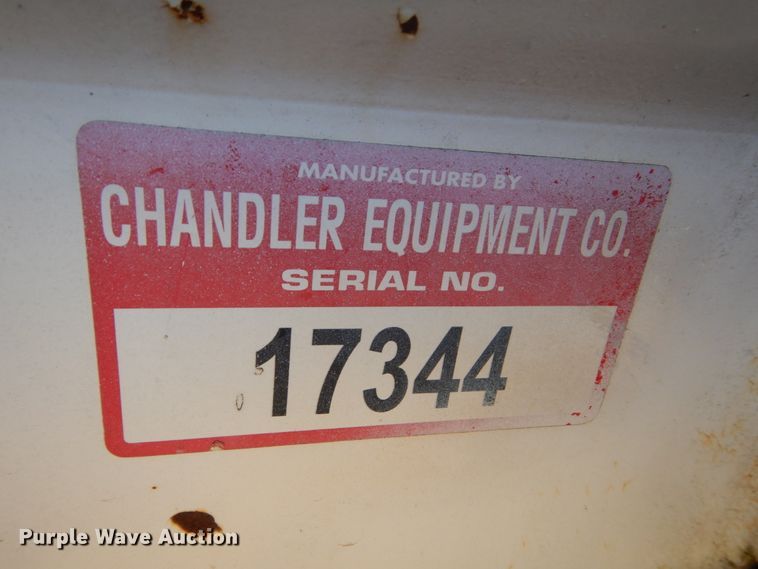 MANUFACTURED BY
CHANDLER EQUIPMENT CO.
SERIAL NO.
17344
Purple Wave Auction